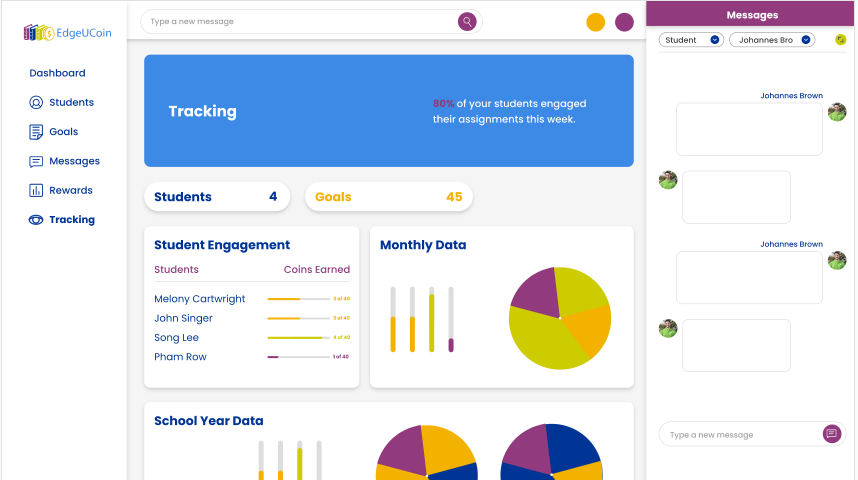 EdgeUCoin
Dashboard
Students
Goals
Messages
Rewards
Tracking
Type a new message
Tracking
80% of your students engaged
their assignments this week.
Students 4
Goals 45
Student Engagement
Students Coins Earned
Melony Cartwright 3 of 40
John Singer 3 of 40
Song Lee 4 of 40
Pham Row 1 of 40
Monthly Data
School Year Data
Messages
Student
Johannes Bro
Johannes Brown
Johannes Brown
Type a new message